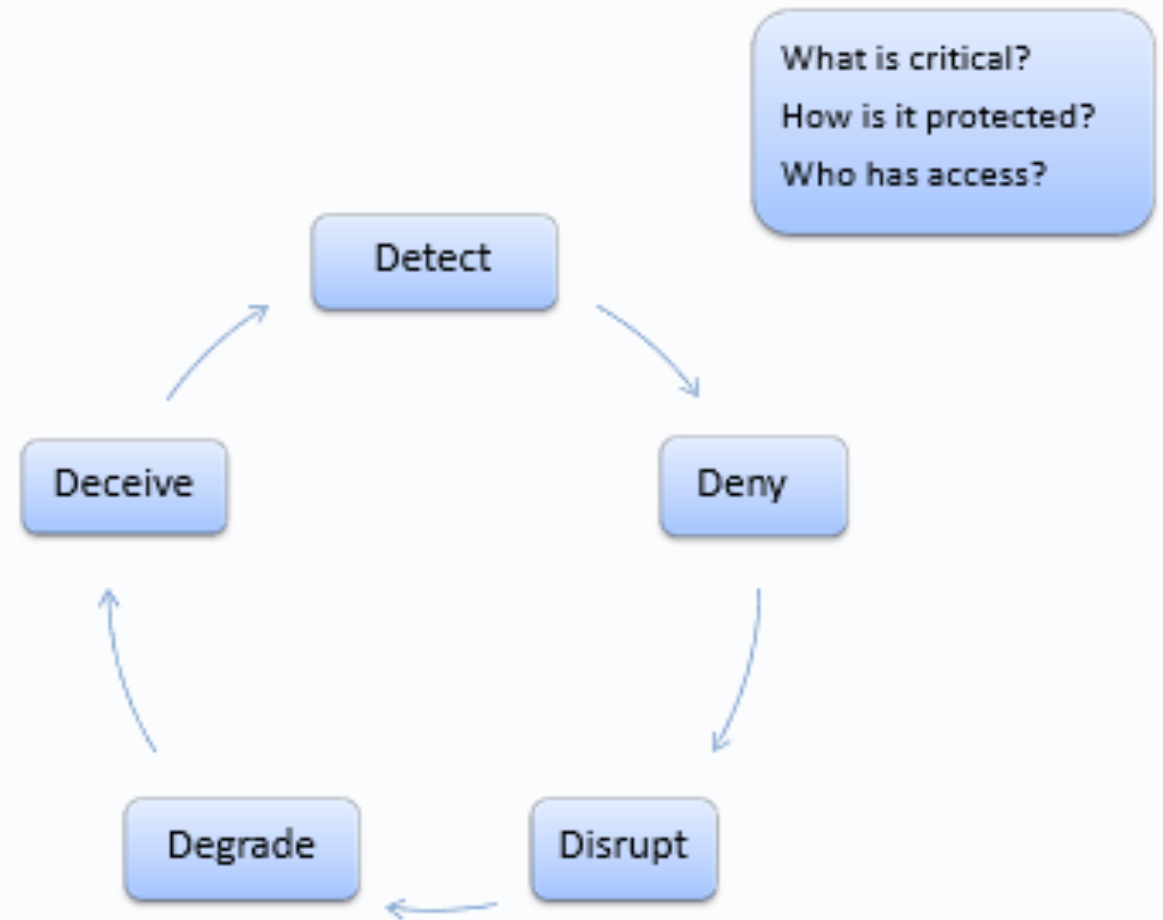 What is critical?
How is it protected?
Who has access?
Detect
Deceive
Deny
Degrade
Disrupt